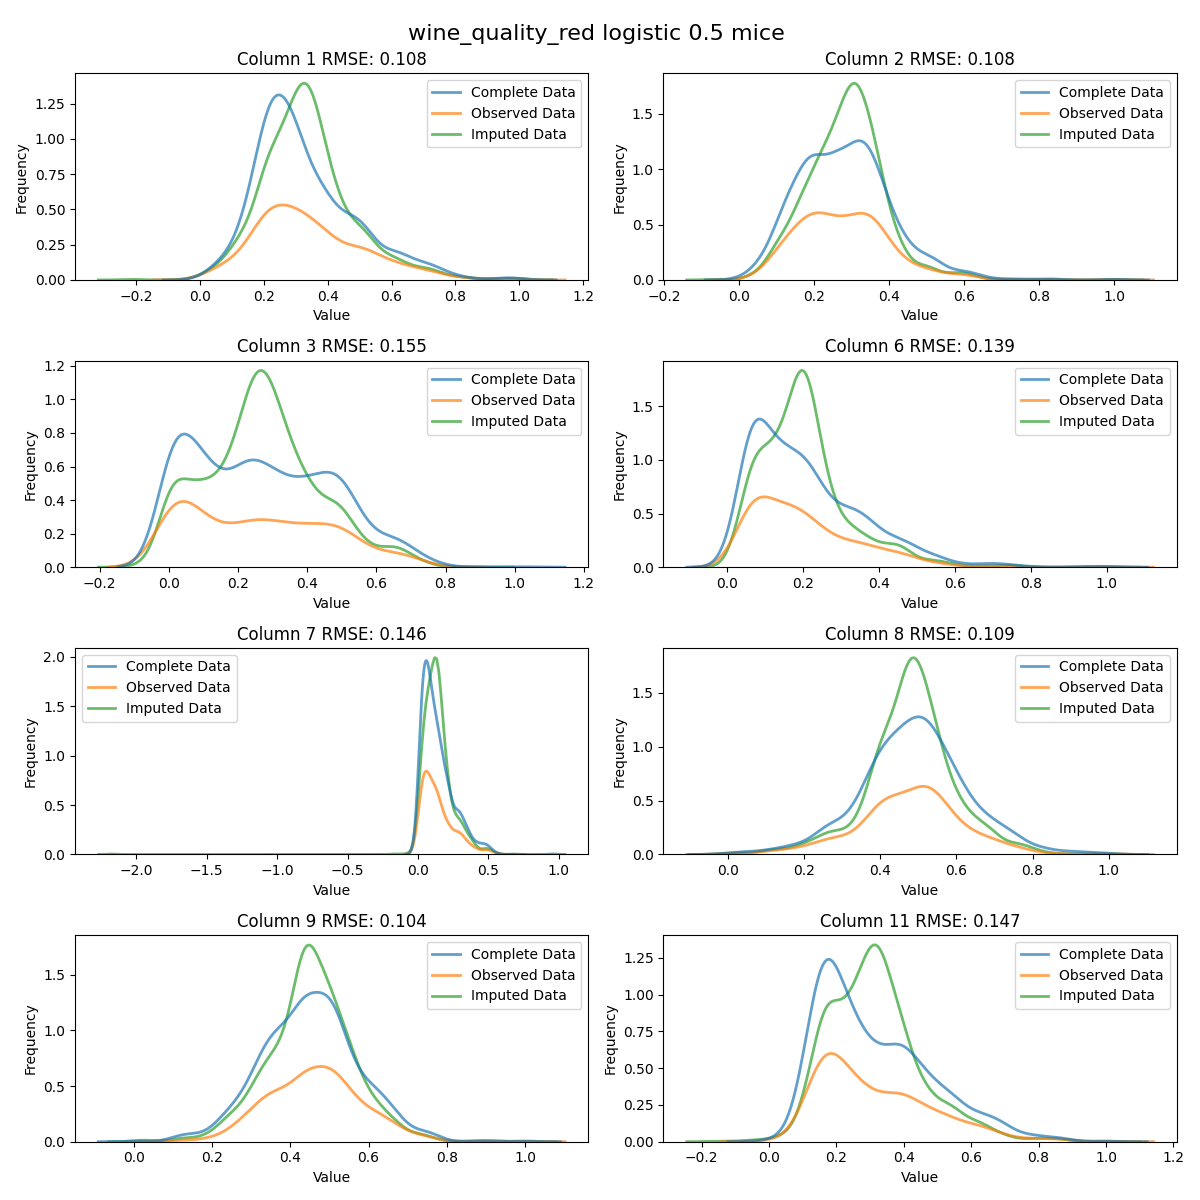 wine_quality_red logistic 0.5 mice
Column 1 RMSE: 0.108
Frequency
1.25
1.00
0.75
0.50
0.25
0.00
Complete Data
Observed Data
Imputed Data
−0.2 0.0 0.2 0.4 0.6 0.8 1.0 1.2
Value
Column 2 RMSE: 0.108
Frequency
1.5
1.0
0.5
0.0
Complete Data
Observed Data
Imputed Data
−0.2 0.0 0.2 0.4 0.6 0.8 1.0
Value
Column 3 RMSE: 0.155
Frequency
1.2
1.0
0.8
0.6
0.4
0.2
0.0
Complete Data
Observed Data
Imputed Data
−0.2 0.0 0.2 0.4 0.6 0.8 1.0 1.2
Value
Column 6 RMSE: 0.139
Frequency
1.5
1.0
0.5
0.0
Complete Data
Observed Data
Imputed Data
0.0 0.2 0.4 0.6 0.8 1.0
Value
Column 7 RMSE: 0.146
Frequency
2.0
1.5
1.0
0.5
0.0
Complete Data
Observed Data
Imputed Data
−2.0 −1.5 −1.0 −0.5 0.0 0.5 1.0
Value
Column 8 RMSE: 0.109
Frequency
1.5
1.0
0.5
0.0
Complete Data
Observed Data
Imputed Data
0.0 0.2 0.4 0.6 0.8 1.0
Value
Column 9 RMSE: 0.104
Frequency
1.5
1.0
0.5
0.0
Complete Data
Observed Data
Imputed Data
0.0 0.2 0.4 0.6 0.8 1.0
Value
Column 11 RMSE: 0.147
Frequency
1.25
1.00
0.75
0.50
0.25
0.00
Complete Data
Observed Data
Imputed Data
−0.2 0.0 0.2 0.4 0.6 0.8 1.0 1.2
Value